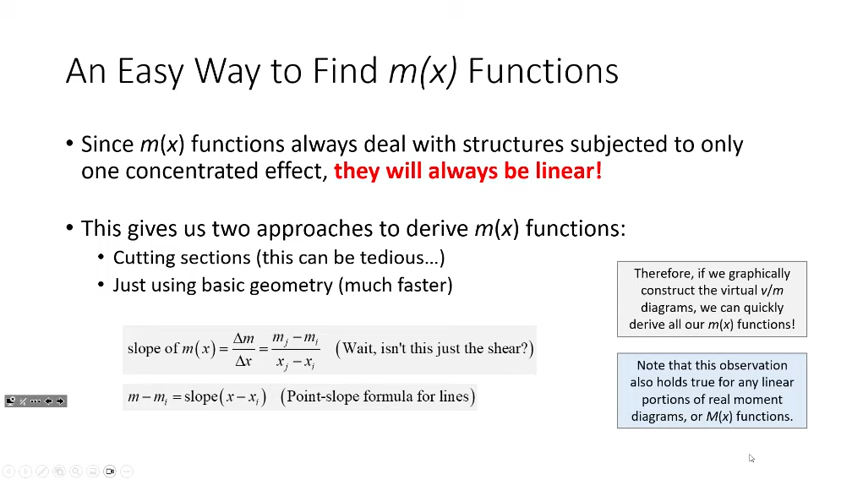 An Easy Way to Find m(x) Functions
• Since m(x) functions always deal with structures subjected to only
one concentrated effect, they will always be linear!
• This gives us two approaches to derive m(x) functions:
• Cutting sections (this can be tedious…)
• Just using basic geometry (much faster)
slope of m(x) = Δm/Δx = (m_j − m_i)/(x_j − x_i) (Wait, isn't this just the shear?)
m − m_i = slope(x − x_i) (Point-slope formula for lines)
Therefore, if we graphically
construct the virtual v/m
diagrams, we can quickly
derive all our m(x) functions!
Note that this observation
also holds true for any linear
portions of real moment
diagrams, or M(x) functions.